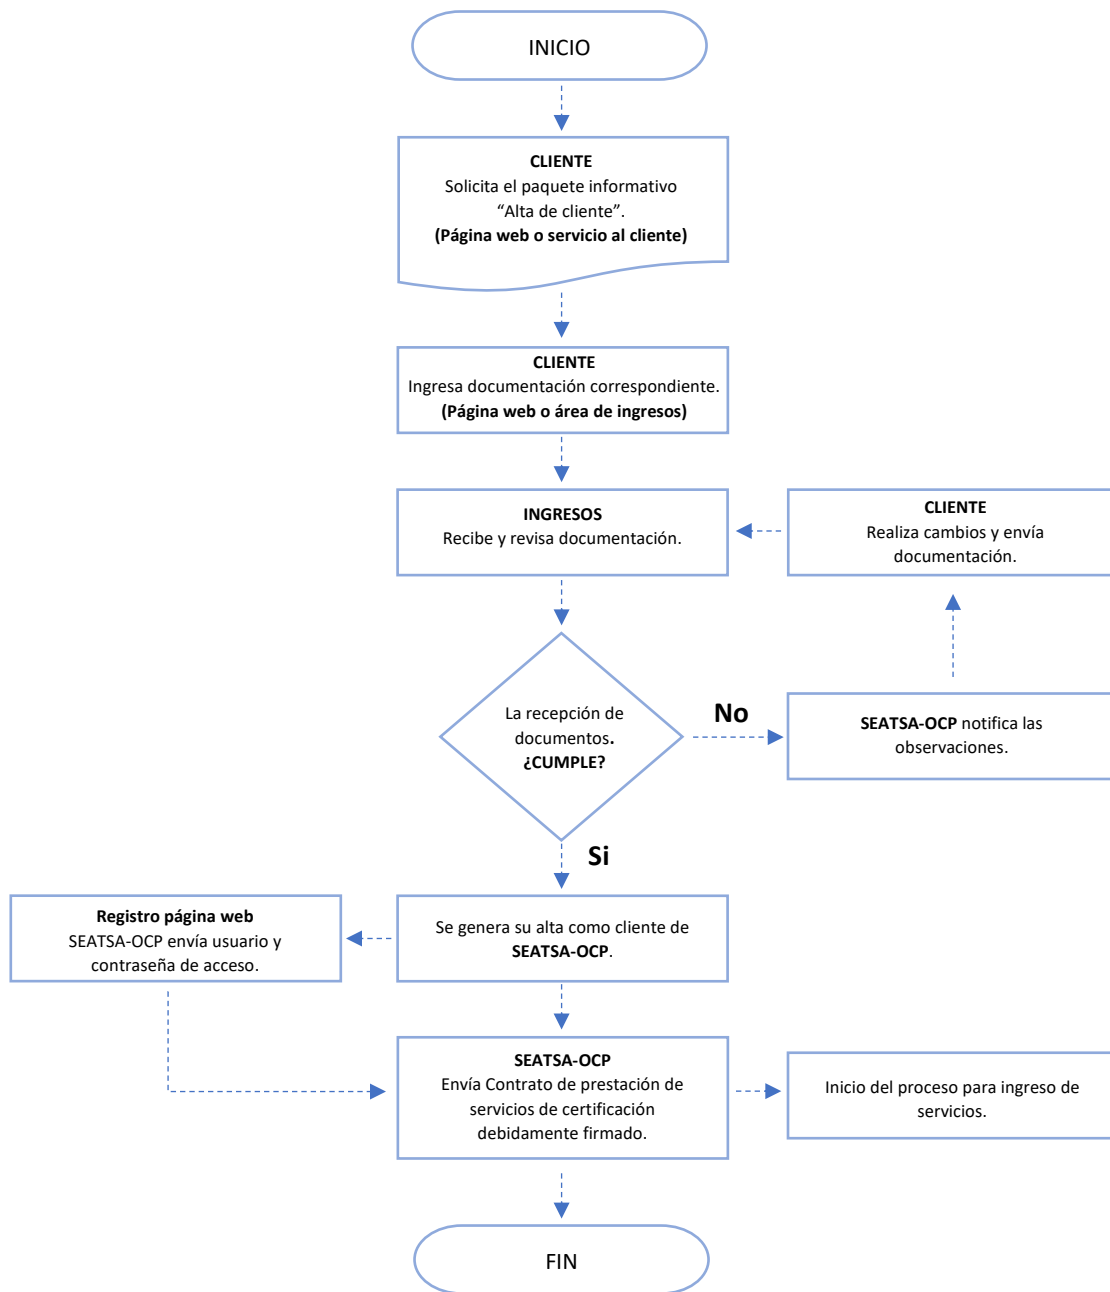 INICIO
CLIENTE
Solicita el paquete informativo
“Alta de cliente”.
(Página web o servicio al cliente)
CLIENTE
Ingresa documentación correspondiente.
(Página web o área de ingresos)
INGRESOS
Recibe y revisa documentación.
CLIENTE
Realiza cambios y envía
documentación.
La recepción de
documentos.
¿CUMPLE?
No
SEATSA-OCP notifica las
observaciones.
Si
Registro página web
SEATSA-OCP envía usuario y
contraseña de acceso.
Se genera su alta como cliente de
SEATSA-OCP.
SEATSA-OCP
Envía Contrato de prestación de
servicios de certificación
debidamente firmado.
Inicio del proceso para ingreso de
servicios.
FIN